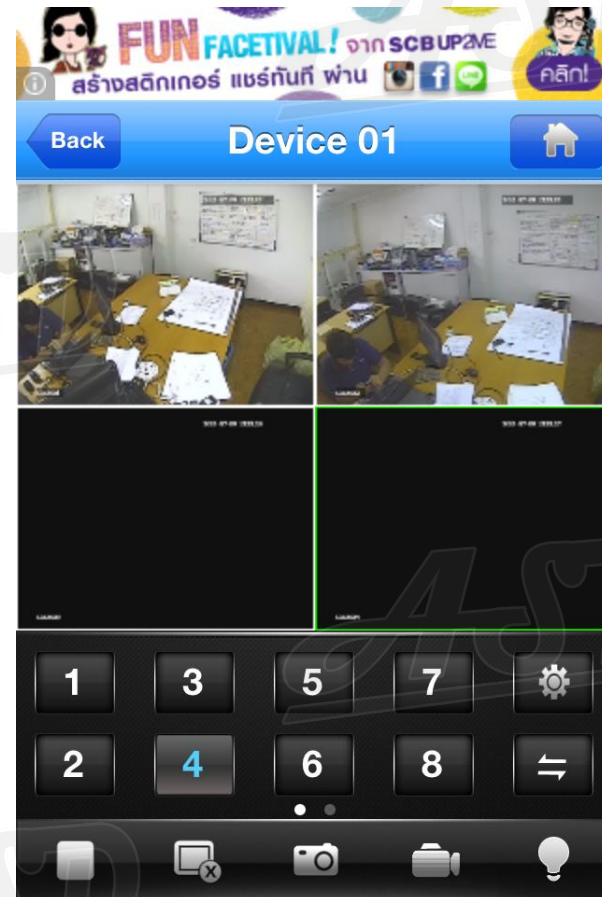 FUN FACETIVAL! จาก SCB UP2ME
สร้างสติกเกอร์ แชร์ทันที ผ่าน
LINE
คลิก!
Back
Device 01
1 3 5 7
2 4 6 8